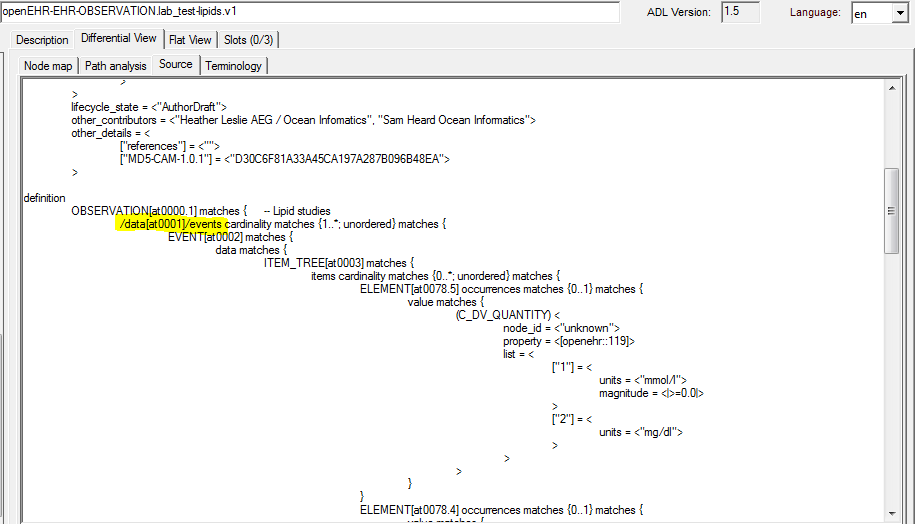 openEHR-EHR-OBSERVATION.lab_test-lipids.v1 ADL Version: 1.5 Language: en
Description Differential View Flat View Slots (0/3)
Node map Path analysis Source Terminology
>
>
lifecycle_state = <"AuthorDraft">
other_contributors = <"Heather Leslie AEG / Ocean Infomatics", "Sam Heard Ocean Informatics">
other_details = <
["references"] = <"">
["MD5-CAM-1.0.1"] = <"D30C6F81A33A45CA197A287B096B48EA">
>
definition
OBSERVATION[at0000.1] matches { -- Lipid studies
/data[at0001]/events cardinality matches {1..*; unordered} matches {
EVENT[at0002] matches {
data matches {
ITEM_TREE[at0003] matches {
items cardinality matches {0..*; unordered} matches {
ELEMENT[at0078.5] occurrences matches {0..1} matches {
value matches {
(C_DV_QUANTITY) <
node_id = <"unknown">
property = <[openehr::119]>
list = <
["1"] = <
units = <"mmol/l">
magnitude = <|>=0.0|>
>
["2"] = <
units = <"mg/dl">
>
>
>
}
}
ELEMENT[at0078.4] occurrences matches {0..1} matches {
value matches {